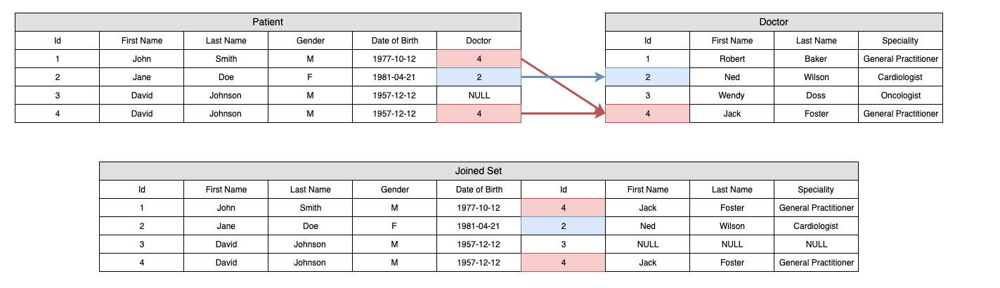 Patient Doctor
Id First Name Last Name Gender Date of Birth Doctor Id First Name Last Name Speciality
1 John Smith M 1977-10-12 4 1 Robert Baker General Practitioner
2 Jane Doe F 1981-04-21 2 2 Ned Wilson Cardiologist
3 David Johnson M 1957-12-12 NULL 3 Wendy Doss Oncologist
4 David Johnson M 1957-12-12 4 4 Jack Foster General Practitioner
Joined Set
Id First Name Last Name Gender Date of Birth Id First Name Last Name Speciality
1 John Smith M 1977-10-12 4 Jack Foster General Practitioner
2 Jane Doe F 1981-04-21 2 Ned Wilson Cardiologist
3 David Johnson M 1957-12-12 3 NULL NULL NULL
4 David Johnson M 1957-12-12 4 Jack Foster General Practitioner